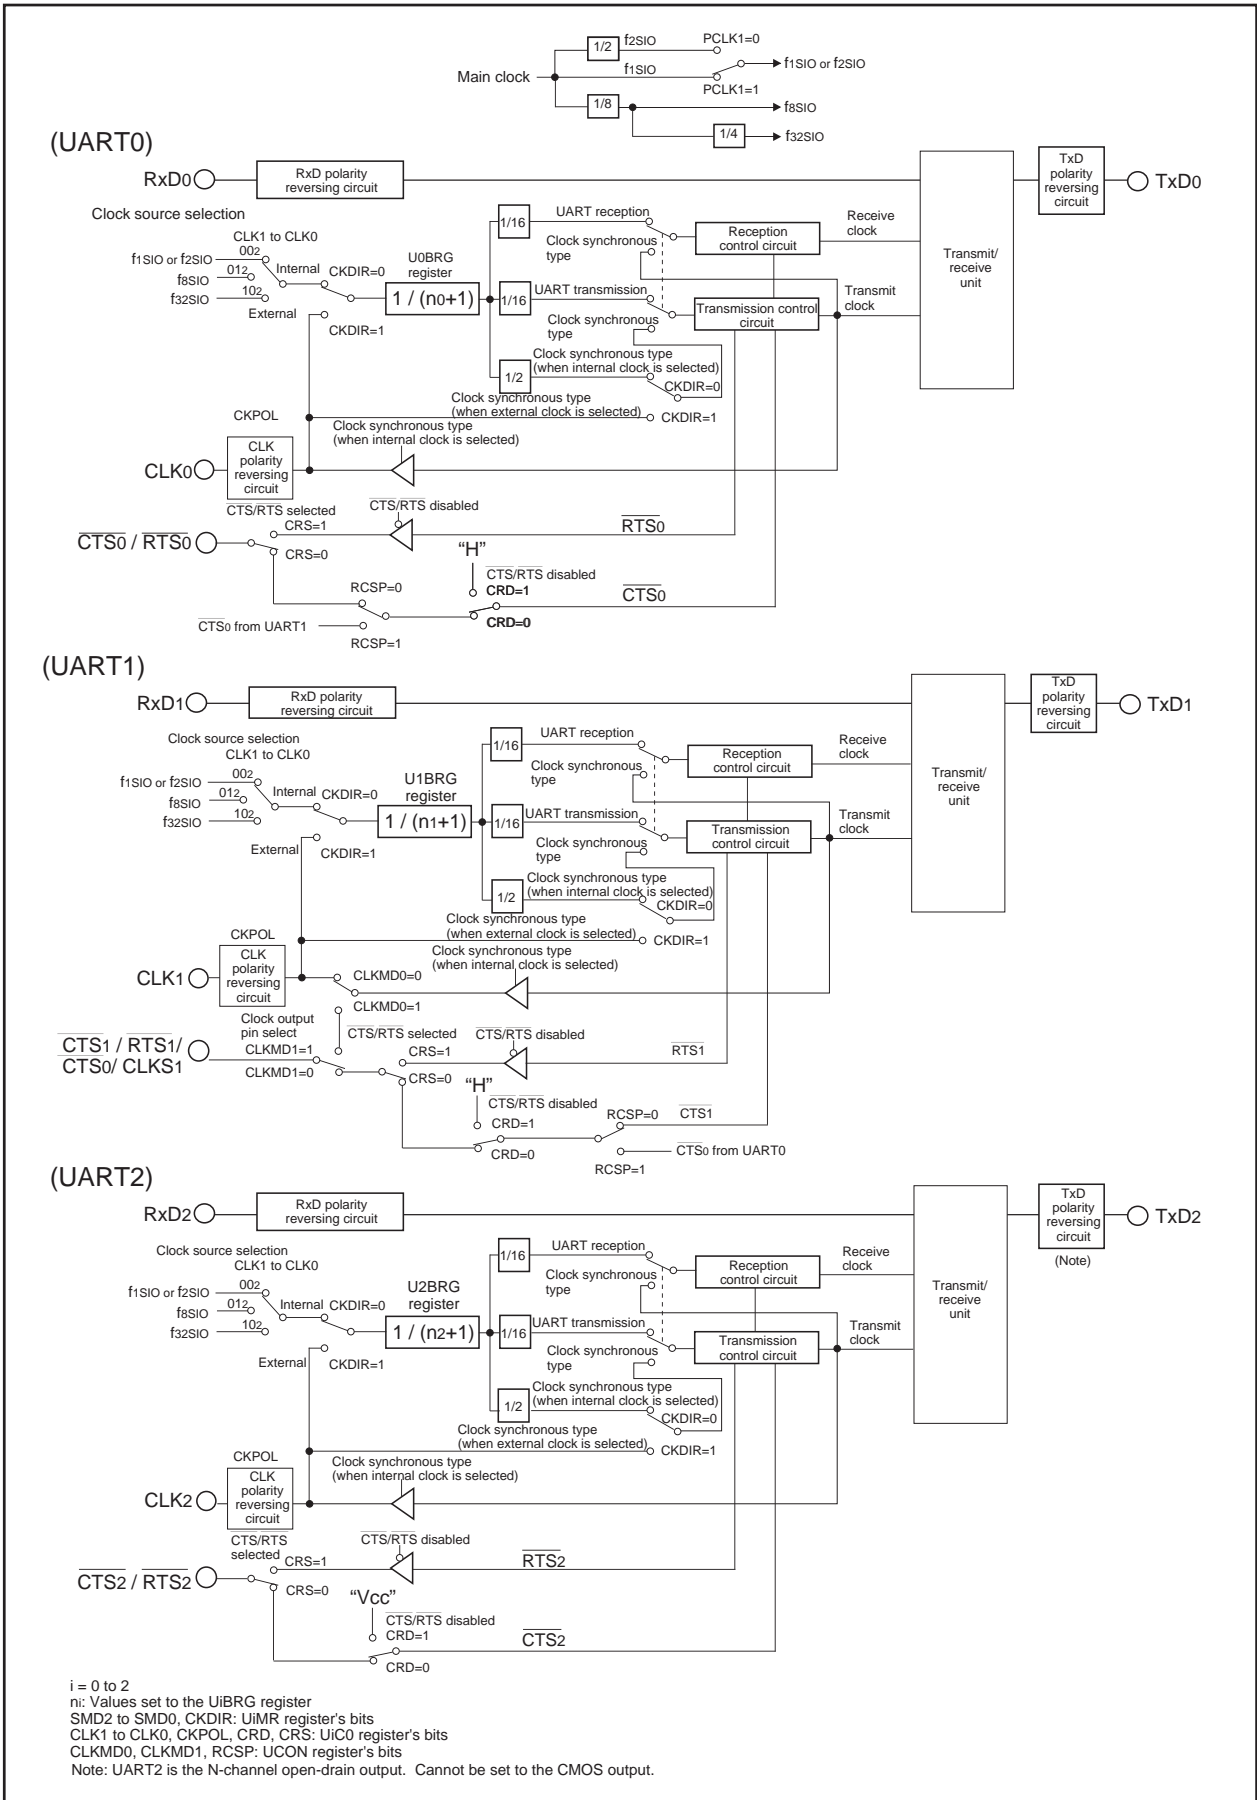 1/2
f2SIO
PCLK1=0
Main clock
f1SIO
f1SIO or f2SIO
PCLK1=1
1/8
f8SIO
1/4
f32SIO
(UART0)
RxD0
RxD polarity
reversing circuit
TxD
polarity
reversing
circuit
TxD0
Clock source selection
CLK1 to CLK0
f1SIO or f2SIO
002
f8SIO
012
f32SIO
102
Internal
CKDIR=0
External
CKDIR=1
U0BRG
register
1 / (n0+1)
1/16
UART reception
Clock synchronous
type
Reception
control circuit
Receive
clock
Transmit/
receive
unit
1/16
UART transmission
Clock synchronous
type
Transmission control
circuit
Transmit
clock
Clock synchronous type
(when internal clock is selected)
1/2
CKDIR=0
Clock synchronous type
(when external clock is selected)
CKDIR=1
CKPOL
Clock synchronous type
(when internal clock is selected)
CLK0
CLK
polarity
reversing
circuit
CTS/RTS selected
CTS/RTS disabled
CTS0 / RTS0
CRS=1
CRS=0
RTS0
“H”
CTS/RTS disabled
RCSP=0
CRD=1
CTS0
CTS0 from UART1
CRD=0
RCSP=1
(UART1)
RxD1
RxD polarity
reversing circuit
TxD
polarity
reversing
circuit
TxD1
Clock source selection
CLK1 to CLK0
f1SIO or f2SIO
002
f8SIO
012
f32SIO
102
Internal
CKDIR=0
External
CKDIR=1
U1BRG
register
1 / (n1+1)
1/16
UART reception
Clock synchronous
type
Reception
control circuit
Receive
clock
Transmit/
receive
unit
1/16
UART transmission
Clock synchronous
type
Transmission
control circuit
Transmit
clock
Clock synchronous type
(when internal clock is selected)
1/2
CKDIR=0
Clock synchronous type
(when external clock is selected)
CKDIR=1
CKPOL
Clock synchronous type
(when internal clock is selected)
CLK1
CLK
polarity
reversing
circuit
CLKMD0=0
CLKMD0=1
Clock output
pin select
CTS/RTS selected
CTS/RTS disabled
CTS1 / RTS1/
CTS0/ CLKS1
CLKMD1=1
CLKMD1=0
CRS=1
CRS=0
RTS1
“H”
CTS/RTS disabled
CRD=1
CRD=0
RCSP=0
CTS1
CTS0 from UART0
RCSP=1
(UART2)
RxD2
RxD polarity
reversing circuit
TxD
polarity
reversing
circuit
(Note)
TxD2
Clock source selection
CLK1 to CLK0
f1SIO or f2SIO
002
f8SIO
012
f32SIO
102
Internal
CKDIR=0
External
CKDIR=1
U2BRG
register
1 / (n2+1)
1/16
UART reception
Clock synchronous
type
Reception
control circuit
Receive
clock
Transmit/
receive
unit
1/16
UART transmission
Clock synchronous
type
Transmission
control circuit
Transmit
clock
Clock synchronous type
(when internal clock is selected)
1/2
CKDIR=0
Clock synchronous type
(when external clock is selected)
CKDIR=1
CKPOL
Clock synchronous type
(when internal clock is selected)
CLK2
CLK
polarity
reversing
circuit
CTS/RTS
selected
CTS/RTS disabled
CTS2 / RTS2
CRS=1
CRS=0
RTS2
“Vcc”
CTS/RTS disabled
CRD=1
CTS2
CRD=0
i = 0 to 2
ni: Values set to the UiBRG register
SMD2 to SMD0, CKDIR: UiMR register's bits
CLK1 to CLK0, CKPOL, CRD, CRS: UiC0 register's bits
CLKMD0, CLKMD1, RCSP: UCON register's bits
Note: UART2 is the N-channel open-drain output. Cannot be set to the CMOS output.